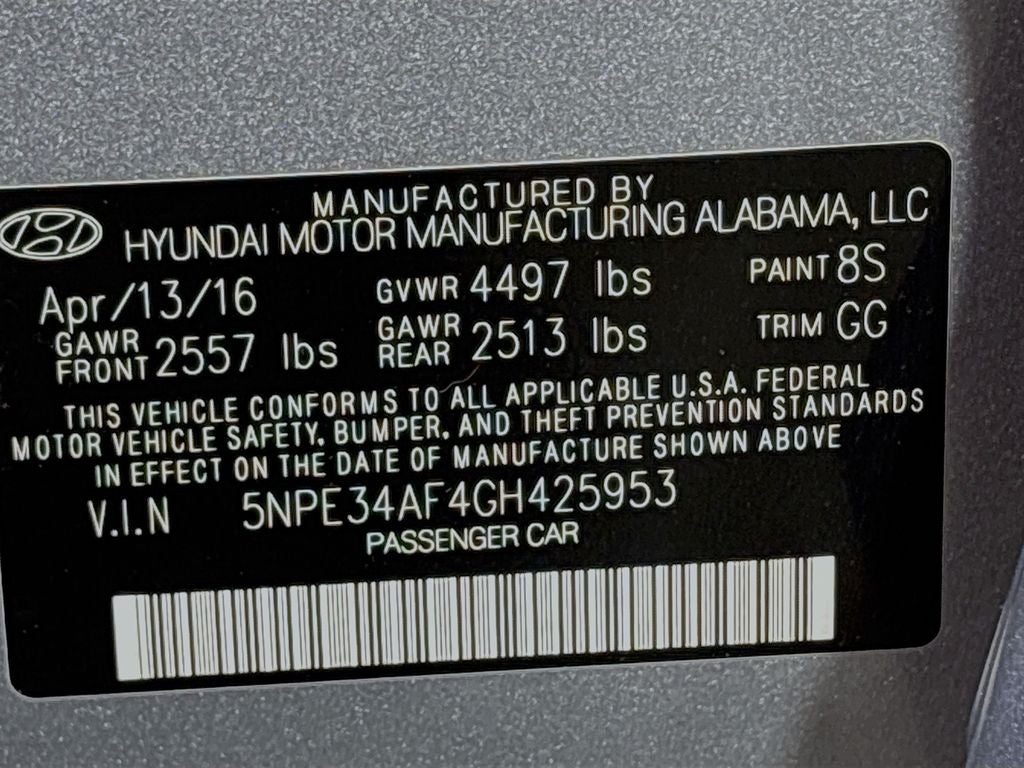 MANUFACTURED BY
HYUNDAI MOTOR MANUFACTURING ALABAMA, LLC
Apr/13/16 GVWR 4497 lbs PAINT 8S
GAWR FRONT 2557 lbs GAWR REAR 2513 lbs TRIM GG
THIS VEHICLE CONFORMS TO ALL APPLICABLE U.S.A. FEDERAL
MOTOR VEHICLE SAFETY, BUMPER, AND THEFT PREVENTION STANDARDS
IN EFFECT ON THE DATE OF MANUFACTURE SHOWN ABOVE
V.I.N 5NPE34AF4GH425953
PASSENGER CAR